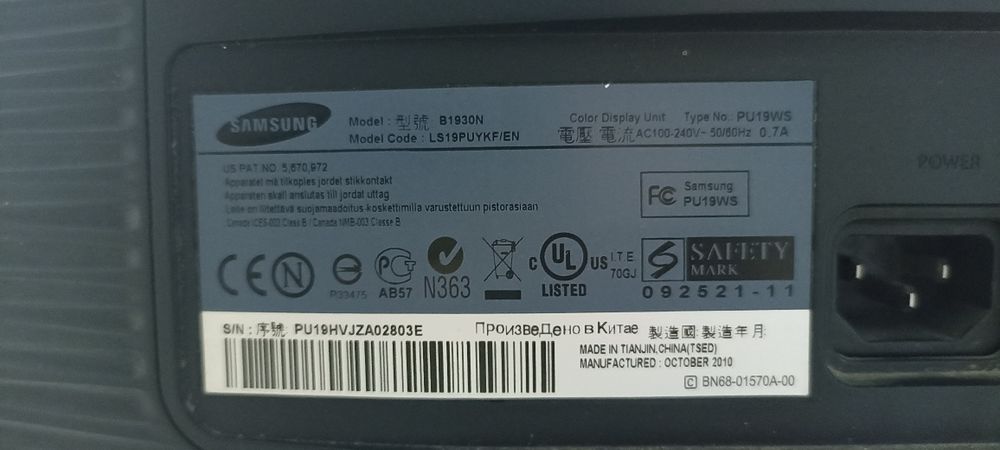 SAMSUNG
Model : 型號 B1930N
Model Code : LS19PUYKF/EN
Color Display Unit Type No.: PU19WS
電壓 電流 AC100-240V~ 50/60Hz 0.7A
US PAT NO. 5,670,972
Apparatet må tilkoples jordet stikkontakt
Apparaten skall anslutas till jordat uttag
Laite on liitettävä suojamaadoitus koskettimilla varustettuun pistorasiaan
Canada ICES-003 Class B / Canada NMB-003 Classe B
FC Samsung
PU19WS
POWER
CE N
P33475
PCT
AB57
N363
C UL US
LISTED
I.T.E
70GJ
S SAFETY
MARK
092521-11
S/N : 序號 PU19HVJZA02803E
ПроизвеДено в Китае 製造國 製造年月
MADE IN TIANJIN,CHINA(TSED)
MANUFACTURED : OCTOBER 2010
C BN68-01570A-00